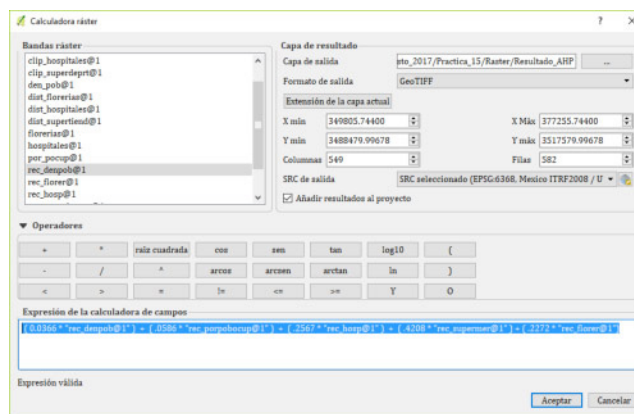 Calculadora ráster
?
Bandas ráster
clip_hospitales@1
clip_superdeprt@1
den_pob@1
dist_florerias@1
dist_hospitales@1
dist_supertiend@1
florerias@1
hospitales@1
por_pocup@1
rec_denpob@1
rec_florer@1
rec_hosp@1
Capa de resultado
Capa de salida sto_2017/Practica_15/Raster/Resultado_AHP ...
Formato de salida GeoTIFF
Extensión de la capa actual
X min 349805.74400 X Máx 377255.74400
Y min 3488479.99678 Y máx 3517579.99678
Columnas 549 Filas 582
SRC de salida SRC seleccionado (EPSG:6368, Mexico ITRF2008 / U
Añadir resultados al proyecto
Operadores
+ * raíz cuadrada cos sen tan log10 (
- / ^ arcos arcsen arctan ln )
< > = != <= >= Y O
Expresión de la calculadora de campos
( 0.0366 * "rec_denpob@1" ) + (.0586 * "rec_porpobocup@1" ) + (.2567 * "rec_hosp@1" ) + (.4208 * "rec_supermer@1" ) + (.2272 * "rec_florer@1")
Expresión válida
Aceptar Cancelar